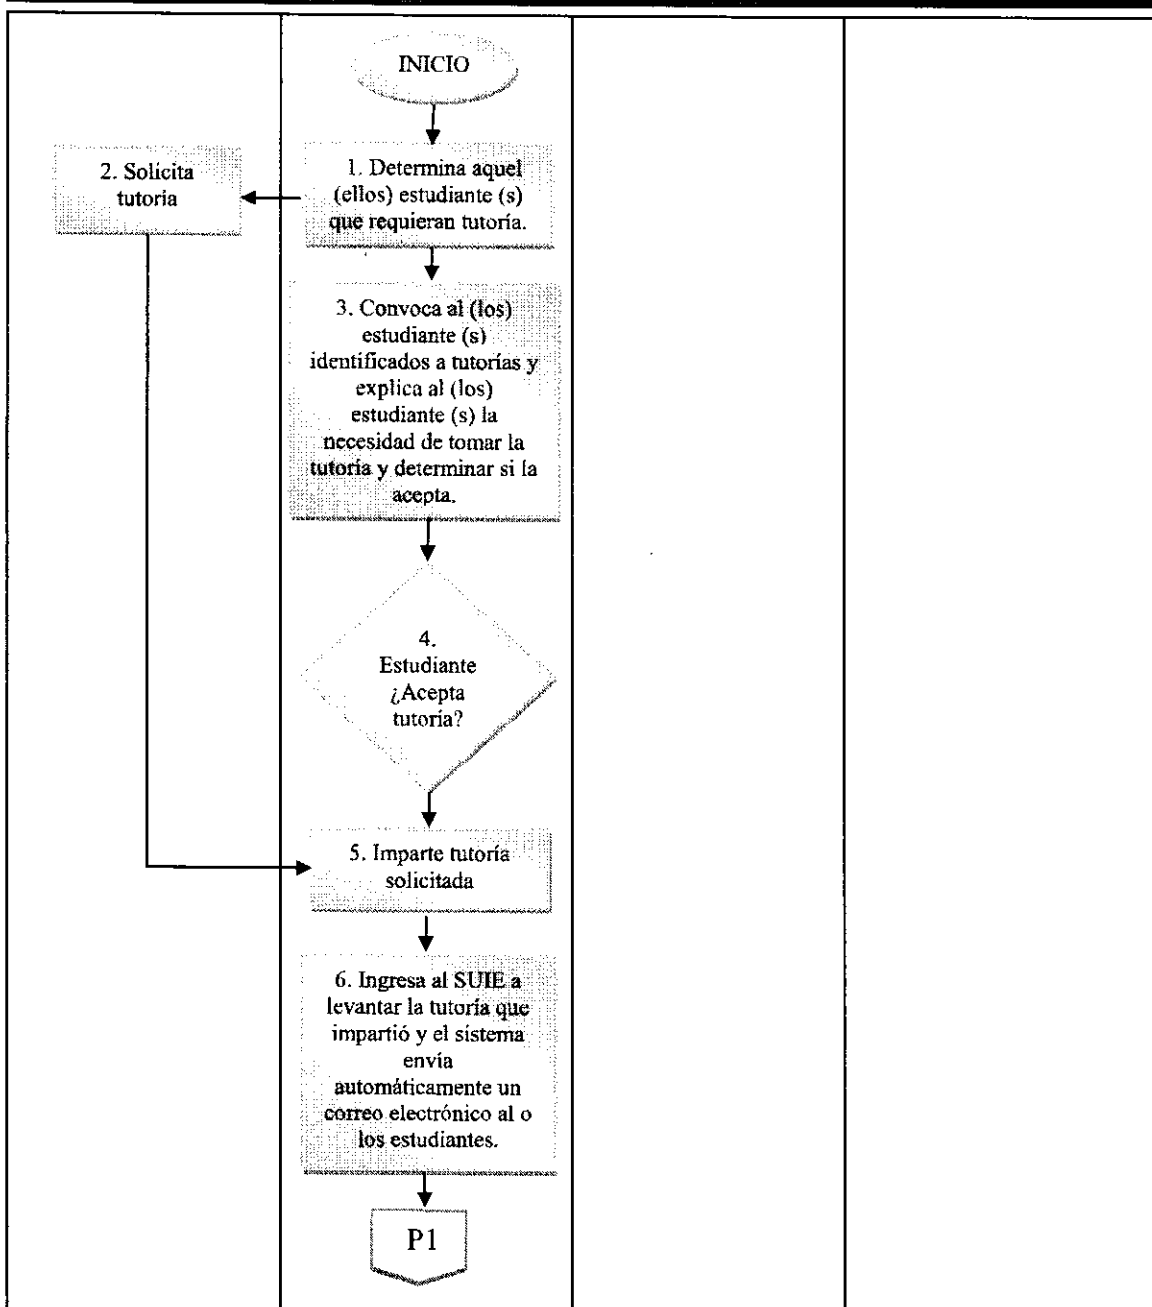 INICIO
1. Determina aquel
(ellos) estudiante (s)
que requieran tutoría.
2. Solicita
tutoría
3. Convoca al (los)
estudiante (s)
identificados a tutorías y
explica al (los)
estudiante (s) la
necesidad de tomar la
tutoría y determinar si la
acepta.
4.
Estudiante
¿Acepta
tutoría?
5. Imparte tutoría
solicitada
6. Ingresa al SUIE a
levantar la tutoría que
impartió y el sistema
envía
automáticamente un
correo electrónico al o
los estudiantes.
P1